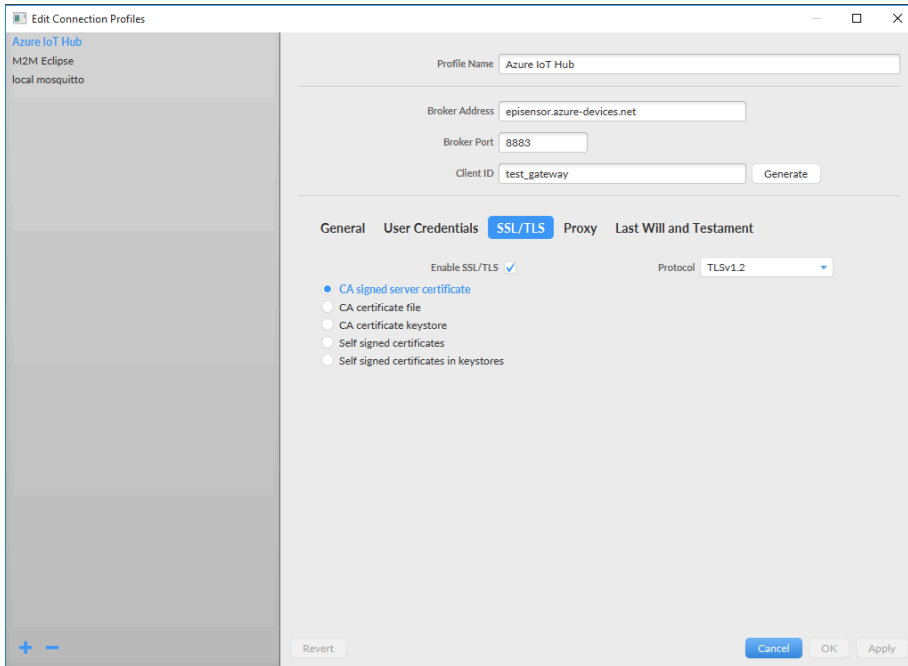 Edit Connection Profiles
Azure IoT Hub
M2M Eclipse
local mosquitto
Profile Name Azure IoT Hub
Broker Address episensor.azure-devices.net
Broker Port 8883
Client ID test_gateway Generate
General User Credentials SSL/TLS Proxy Last Will and Testament
Enable SSL/TLS Protocol TLSv1.2
CA signed server certificate
CA certificate file
CA certificate keystore
Self signed certificates
Self signed certificates in keystores
Revert Cancel OK Apply